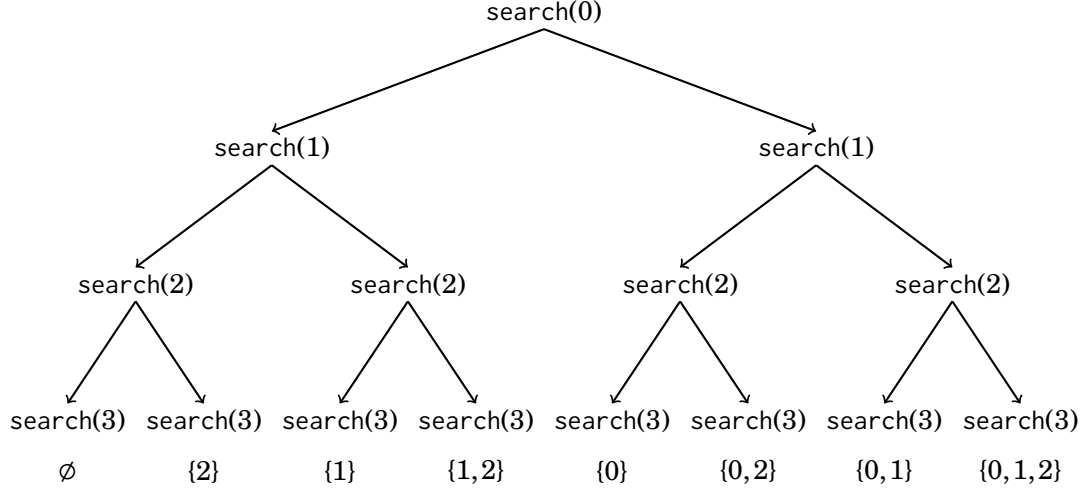 search(0)
search(1) search(1)
search(2) search(2) search(2) search(2)
search(3) search(3) search(3) search(3) search(3) search(3) search(3) search(3)
∅ {2} {1} {1,2} {0} {0,2} {0,1} {0,1,2}